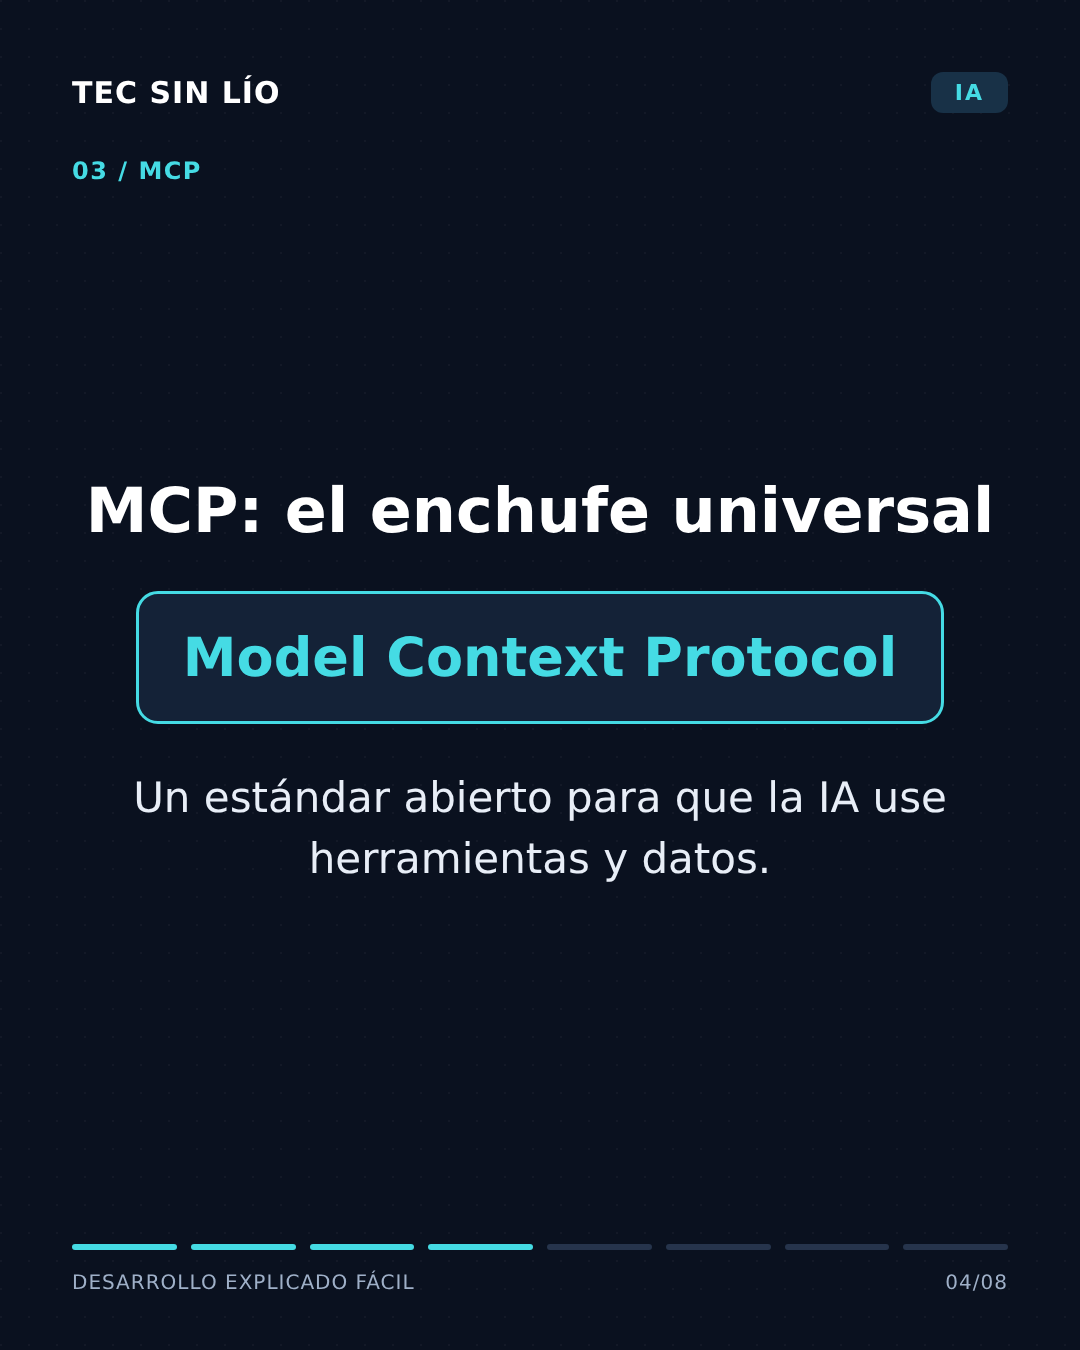 TEC SIN LÍO
IA
03 / MCP
MCP: el enchufe universal
Model Context Protocol
Un estándar abierto para que la IA use
herramientas y datos.
DESARROLLO EXPLICADO FÁCIL
04/08